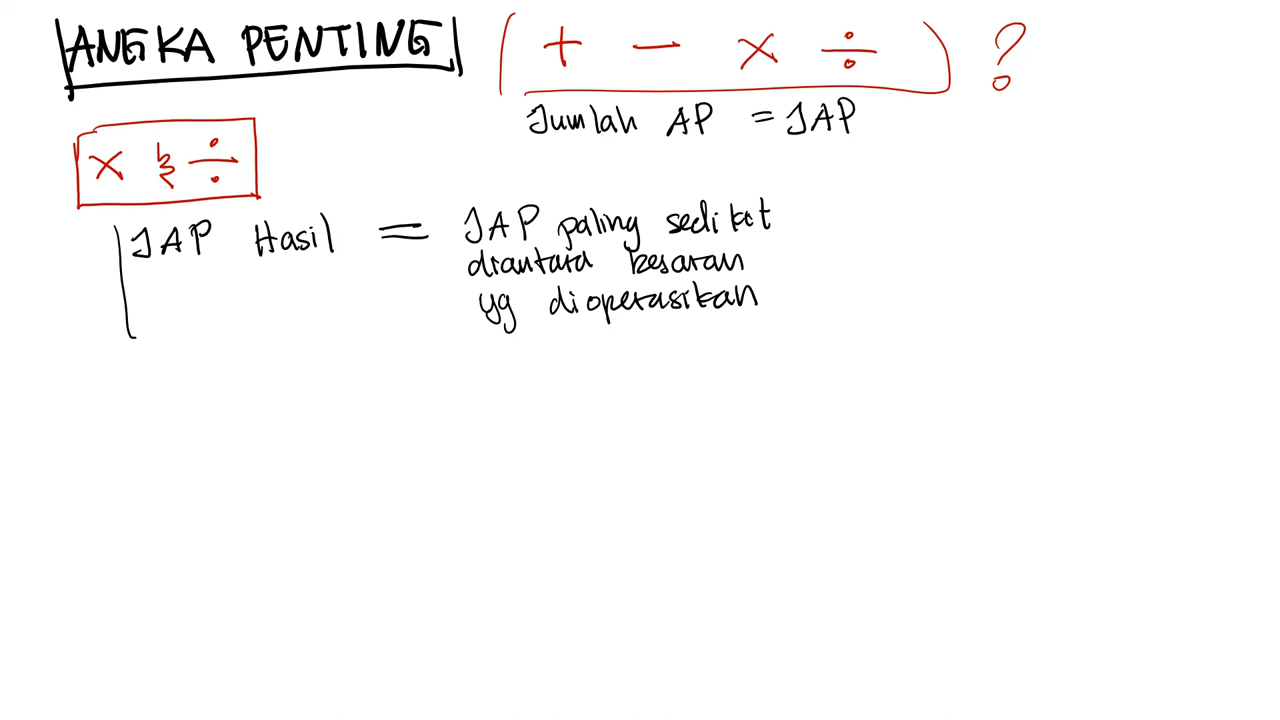 ANGKA PENTING ( + - × ÷ ) ?
Jumlah AP = JAP
× & ÷
JAP Hasil = JAP paling sedikit
diantara besaran
yg dioperasikan